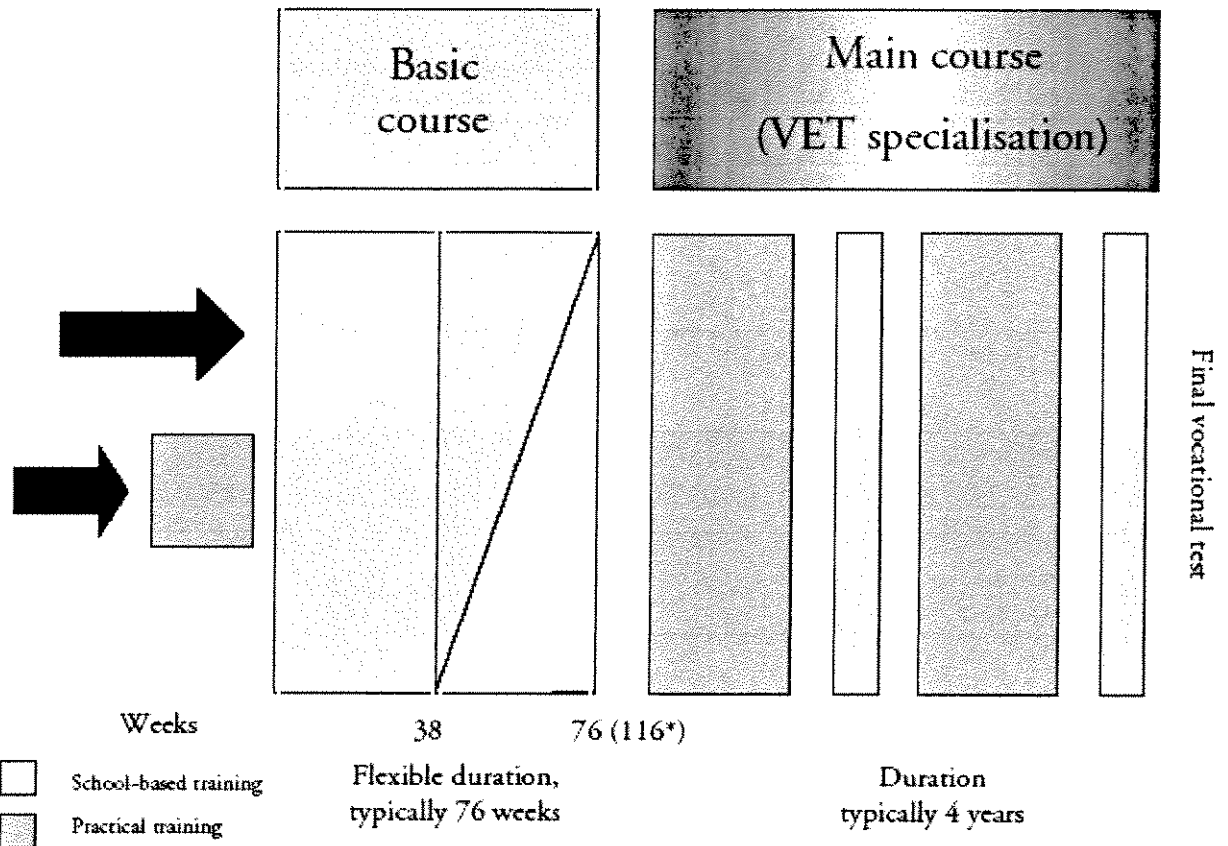 Basic
course
Main course
(VET specialisation)
Final vocational test
Weeks
38
76 (116*)
School-based training
Practical training
Flexible duration,
typically 76 weeks
Duration
typically 4 years